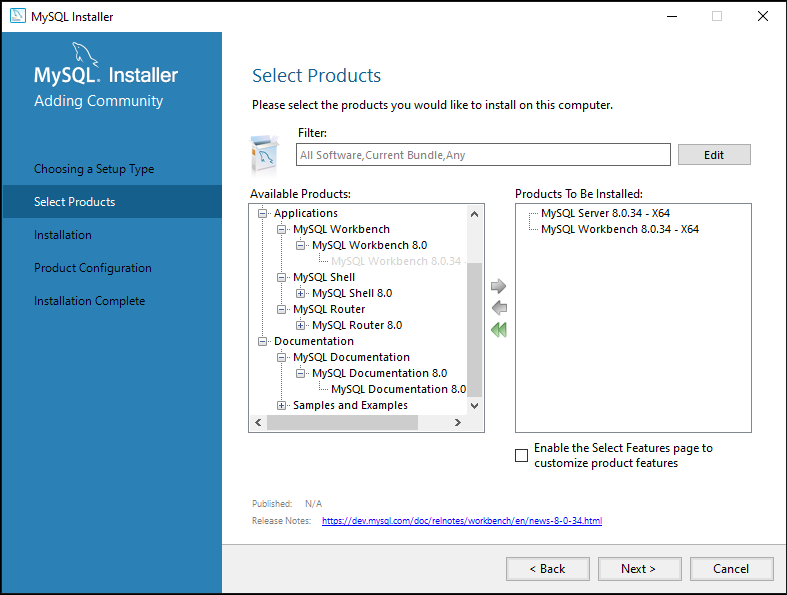 MySQL Installer
MySQL. Installer
Adding Community
Choosing a Setup Type
Select Products
Installation
Product Configuration
Installation Complete
Select Products
Please select the products you would like to install on this computer.
Filter:
All Software,Current Bundle,Any
Edit
Available Products:
Applications
MySQL Workbench
MySQL Workbench 8.0
MySQL Workbench 8.0.34 -
MySQL Shell
MySQL Shell 8.0
MySQL Router
MySQL Router 8.0
Documentation
MySQL Documentation
MySQL Documentation 8.0
MySQL Documentation 8.0
Samples and Examples
Products To Be Installed:
MySQL Server 8.0.34 - X64
MySQL Workbench 8.0.34 - X64
Enable the Select Features page to
customize product features
Published: N/A
Release Notes: https://dev.mysql.com/doc/relnotes/workbench/en/news-8-0-34.html
< Back
Next >
Cancel